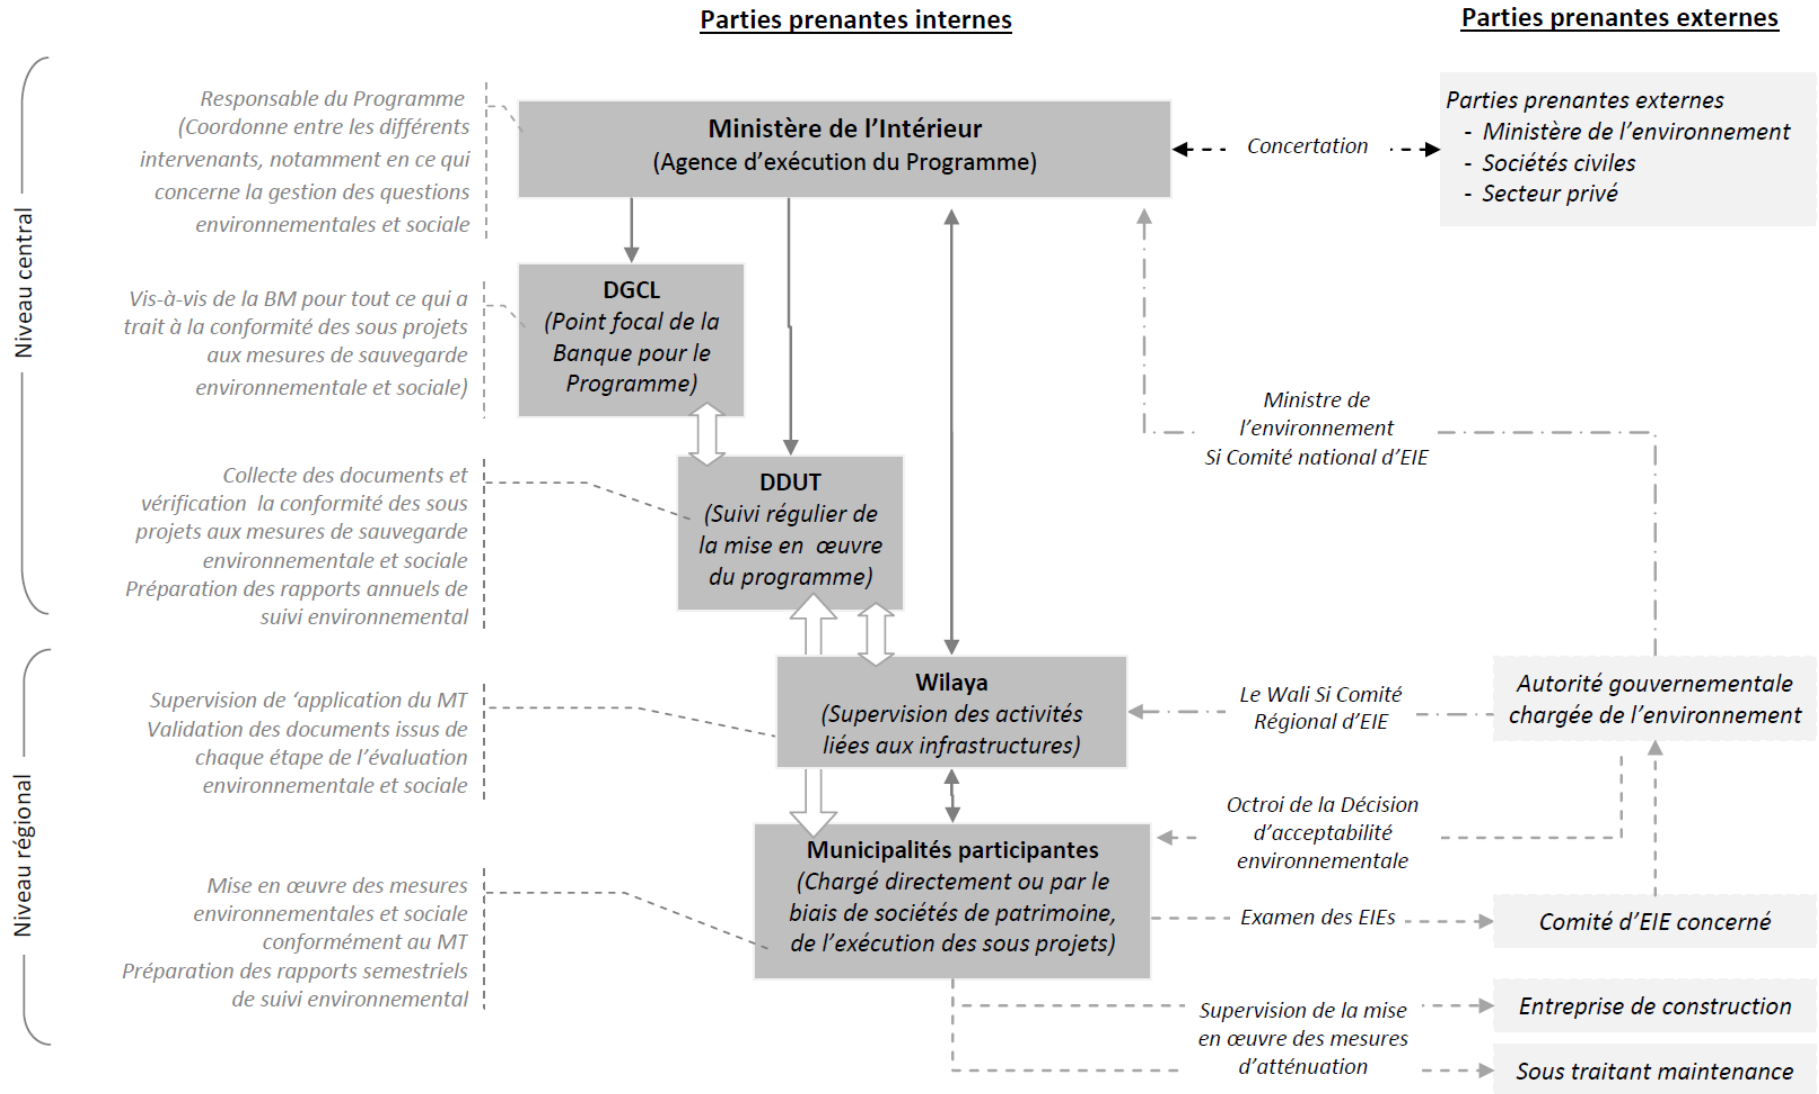 Parties prenantes internes
Parties prenantes externes
Niveau central
Responsable du Programme
(Coordonne entre les différents
intervenants, notamment en ce qui
concerne la gestion des questions
environnementales et sociale
Ministère de l'Intérieur
(Agence d'exécution du Programme)
Concertation
Parties prenantes externes
- Ministère de l'environnement
- Sociétés civiles
- Secteur privé
Vis-à-vis de la BM pour tout ce qui a
trait à la conformité des sous projets
aux mesures de sauvegarde
environnementale et sociale)
DGCL
(Point focal de la
Banque pour le
Programme)
Ministre de
l'environnement
Si Comité national d'EIE
Collecte des documents et
vérification  la conformité des sous
projets aux mesures de sauvegarde
environnementale et sociale
Préparation des rapports annuels de
suivi environnemental
DDUT
(Suivi régulier de
la mise en  œuvre
du programme)
Niveau régional
Supervision de 'application du MT
Validation des documents issus de
chaque étape de l'évaluation
environnementale et sociale
Wilaya
(Supervision des activités
liées aux infrastructures)
Le Wali Si Comité
Régional d'EIE
Autorité gouvernementale
chargée de l'environnement
Octroi de la Décision
d'acceptabilité
environnementale
Mise en œuvre des mesures
environnementales et sociale
conformément au MT
Préparation des rapports semestriels
de suivi environnemental
Municipalités participantes
(Chargé directement ou par le
biais de sociétés de patrimoine,
de l'exécution des sous projets)
Examen des EIEs
Comité d'EIE concerné
Supervision de la mise
en œuvre des mesures
d'atténuation
Entreprise de construction
Sous traitant maintenance